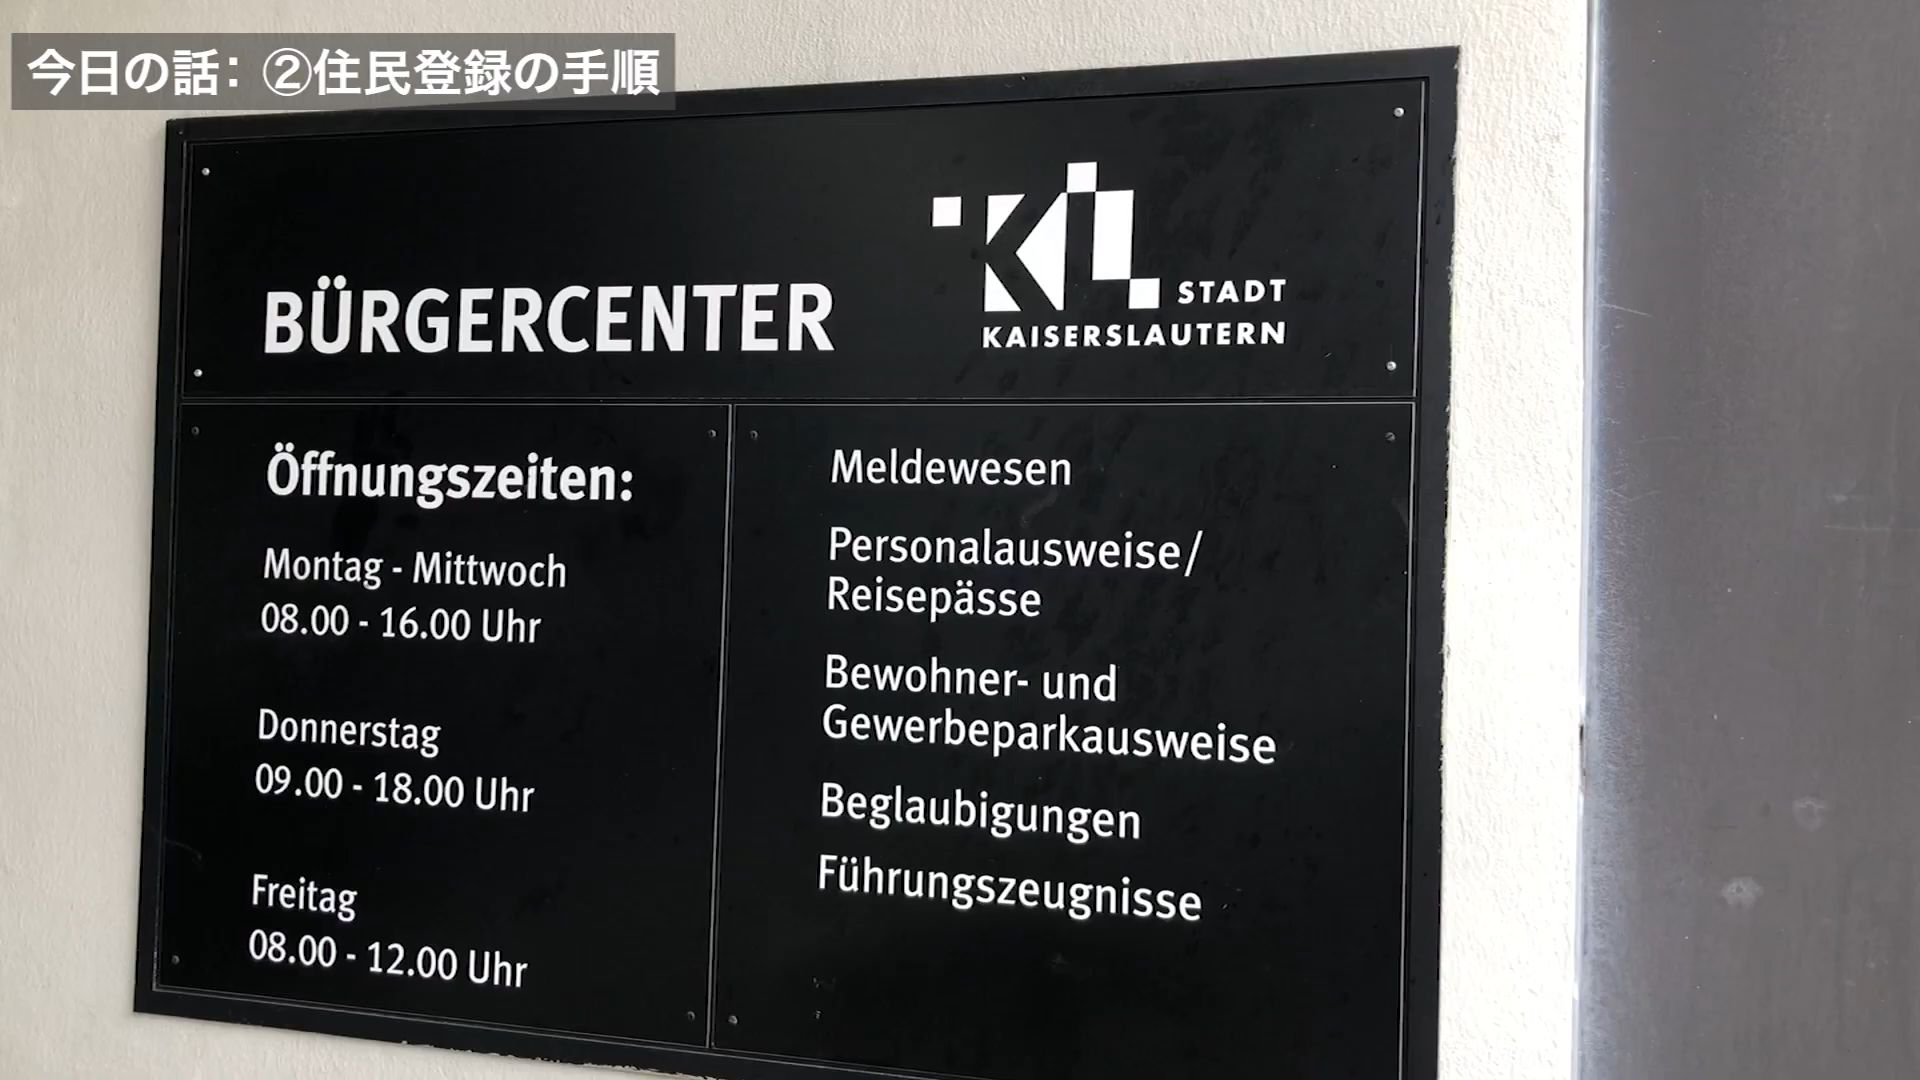 今日の話: ②住民登録の手順
KL STADT
KAISERSLAUTERN
BÜRGERCENTER
Öffnungszeiten:
Montag - Mittwoch
08.00 - 16.00 Uhr
Donnerstag
09.00 - 18.00 Uhr
Freitag
08.00 - 12.00 Uhr
Meldewesen
Personalausweise/
Reisepässe
Bewohner- und
Gewerbeparkausweise
Beglaubigungen
Führungszeugnisse